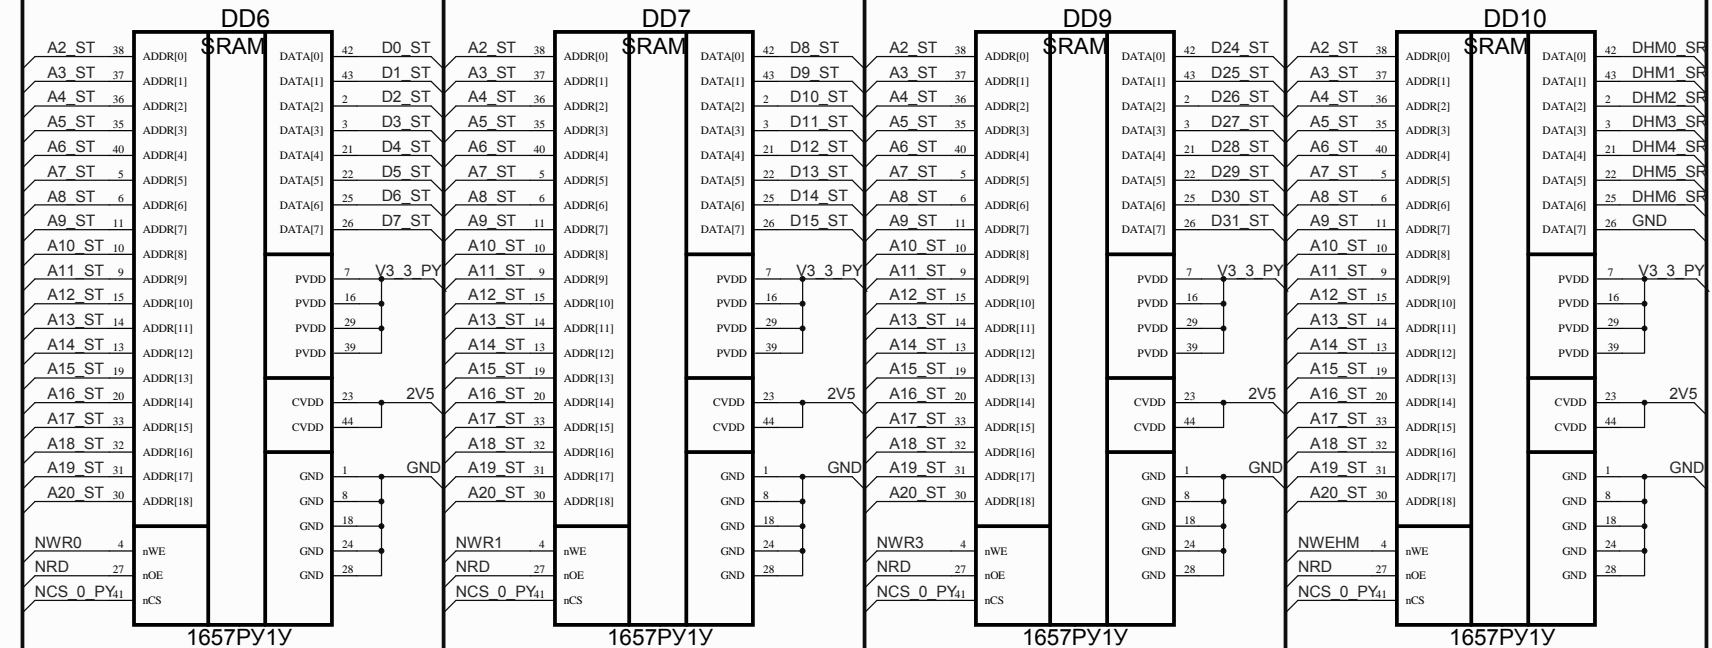 DD6 DD7 DD9 DD10
SRAM SRAM SRAM SRAM
A2_ST 38 ADDR[0] DATA[0] 42 D0_ST A2_ST 38 ADDR[0] DATA[0] 42 D8_ST A2_ST 38 ADDR[0] DATA[0] 42 D24_ST A2_ST 38 ADDR[0] DATA[0] 42 DHM0_SR
A3_ST 37 ADDR[1] DATA[1] 43 D1_ST A3_ST 37 ADDR[1] DATA[1] 43 D9_ST A3_ST 37 ADDR[1] DATA[1] 43 D25_ST A3_ST 37 ADDR[1] DATA[1] 43 DHM1_SR
A4_ST 36 ADDR[2] DATA[2] 2 D2_ST A4_ST 36 ADDR[2] DATA[2] 2 D10_ST A4_ST 36 ADDR[2] DATA[2] 2 D26_ST A4_ST 36 ADDR[2] DATA[2] 2 DHM2_SR
A5_ST 35 ADDR[3] DATA[3] 3 D3_ST A5_ST 35 ADDR[3] DATA[3] 3 D11_ST A5_ST 35 ADDR[3] DATA[3] 3 D27_ST A5_ST 35 ADDR[3] DATA[3] 3 DHM3_SR
A6_ST 40 ADDR[4] DATA[4] 21 D4_ST A6_ST 40 ADDR[4] DATA[4] 21 D12_ST A6_ST 40 ADDR[4] DATA[4] 21 D28_ST A6_ST 40 ADDR[4] DATA[4] 21 DHM4_SR
A7_ST 5 ADDR[5] DATA[5] 22 D5_ST A7_ST 5 ADDR[5] DATA[5] 22 D13_ST A7_ST 5 ADDR[5] DATA[5] 22 D29_ST A7_ST 5 ADDR[5] DATA[5] 22 DHM5_SR
A8_ST 6 ADDR[6] DATA[6] 25 D6_ST A8_ST 6 ADDR[6] DATA[6] 25 D14_ST A8_ST 6 ADDR[6] DATA[6] 25 D30_ST A8_ST 6 ADDR[6] DATA[6] 25 DHM6_SR
A9_ST 11 ADDR[7] DATA[7] 26 D7_ST A9_ST 11 ADDR[7] DATA[7] 26 D15_ST A9_ST 11 ADDR[7] DATA[7] 26 D31_ST A9_ST 11 ADDR[7] DATA[7] 26 GND
A10_ST 10 ADDR[8] A10_ST 10 ADDR[8] A10_ST 10 ADDR[8] A10_ST 10 ADDR[8]
A11_ST 9 ADDR[9] PVDD 7 V3_3_PY A11_ST 9 ADDR[9] PVDD 7 V3_3_PY A11_ST 9 ADDR[9] PVDD 7 V3_3_PY A11_ST 9 ADDR[9] PVDD 7 V3_3_PY
A12_ST 15 ADDR[10] PVDD 16 A12_ST 15 ADDR[10] PVDD 16 A12_ST 15 ADDR[10] PVDD 16 A12_ST 15 ADDR[10] PVDD 16
A13_ST 14 ADDR[11] PVDD 29 A13_ST 14 ADDR[11] PVDD 29 A13_ST 14 ADDR[11] PVDD 29 A13_ST 14 ADDR[11] PVDD 29
A14_ST 13 ADDR[12] PVDD 39 A14_ST 13 ADDR[12] PVDD 39 A14_ST 13 ADDR[12] PVDD 39 A14_ST 13 ADDR[12] PVDD 39
A15_ST 19 ADDR[13] A15_ST 19 ADDR[13] A15_ST 19 ADDR[13] A15_ST 19 ADDR[13]
A16_ST 20 ADDR[14] CVDD 23 2V5 A16_ST 20 ADDR[14] CVDD 23 2V5 A16_ST 20 ADDR[14] CVDD 23 2V5 A16_ST 20 ADDR[14] CVDD 23 2V5
A17_ST 33 ADDR[15] CVDD 44 A17_ST 33 ADDR[15] CVDD 44 A17_ST 33 ADDR[15] CVDD 44 A17_ST 33 ADDR[15] CVDD 44
A18_ST 32 ADDR[16] A18_ST 32 ADDR[16] A18_ST 32 ADDR[16] A18_ST 32 ADDR[16]
A19_ST 31 ADDR[17] GND 1 GND A19_ST 31 ADDR[17] GND 1 GND A19_ST 31 ADDR[17] GND 1 GND A19_ST 31 ADDR[17] GND 1 GND
A20_ST 30 ADDR[18] GND 8 A20_ST 30 ADDR[18] GND 8 A20_ST 30 ADDR[18] GND 8 A20_ST 30 ADDR[18] GND 8
GND 18 GND 18 GND 18 GND 18
NWR0 4 nWE GND 24 NWR1 4 nWE GND 24 NWR3 4 nWE GND 24 NWEHM 4 nWE GND 24
NRD 27 nOE GND 28 NRD 27 nOE GND 28 NRD 27 nOE GND 28 NRD 27 nOE GND 28
NCS_0_PY 41 nCS NCS_0_PY 41 nCS NCS_0_PY 41 nCS NCS_0_PY 41 nCS
1657РУ1У 1657РУ1У 1657РУ1У 1657РУ1У